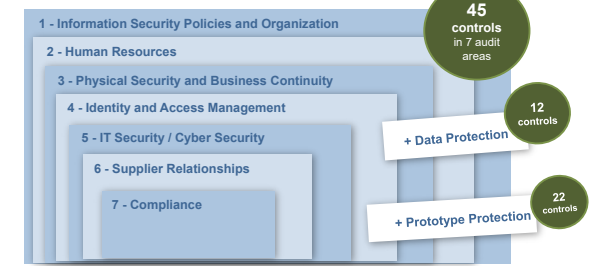 1 - Information Security Policies and Organization
45
controls
in 7 audit
areas
2 - Human Resources
3 - Physical Security and Business Continuity
4 - Identity and Access Management
12
controls
5 - IT Security / Cyber Security
+ Data Protection
6 - Supplier Relationships
7 - Compliance
22
controls
+ Prototype Protection